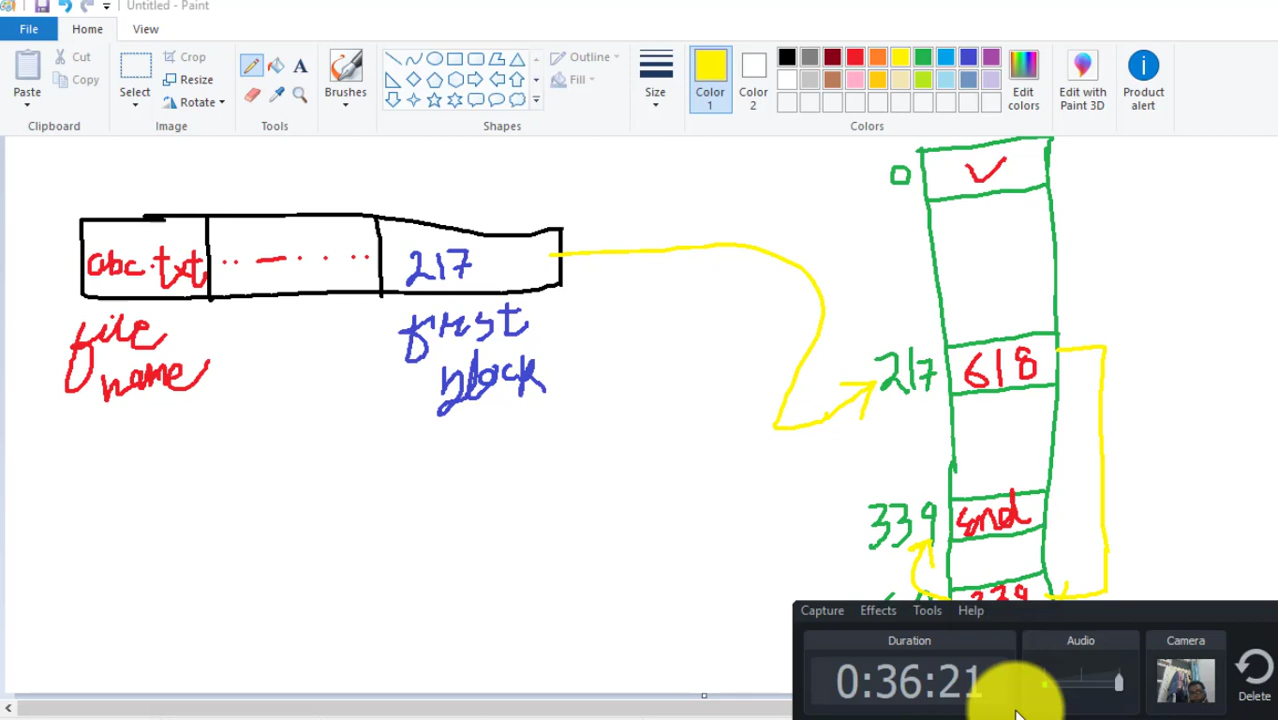 Untitled - Paint
File Home View
Paste
Cut
Copy
Clipboard
Select
Crop
Resize
Rotate
Image
A
Tools
Brushes
Shapes
Outline
Fill
Size
Color 1
Color 2
Colors
Edit colors
Edit with Paint 3D
Product alert
abc.txt .. — .... 217
file name
first block
0
217 618
339 end
339
Capture Effects Tools Help
Duration
0:36:21
Audio
Camera
Delete